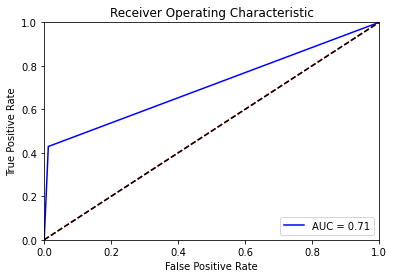 Receiver Operating Characteristic
True Positive Rate
1.0
0.8
0.6
0.4
0.2
0.0
AUC = 0.71
0.0 0.2 0.4 0.6 0.8 1.0
False Positive Rate